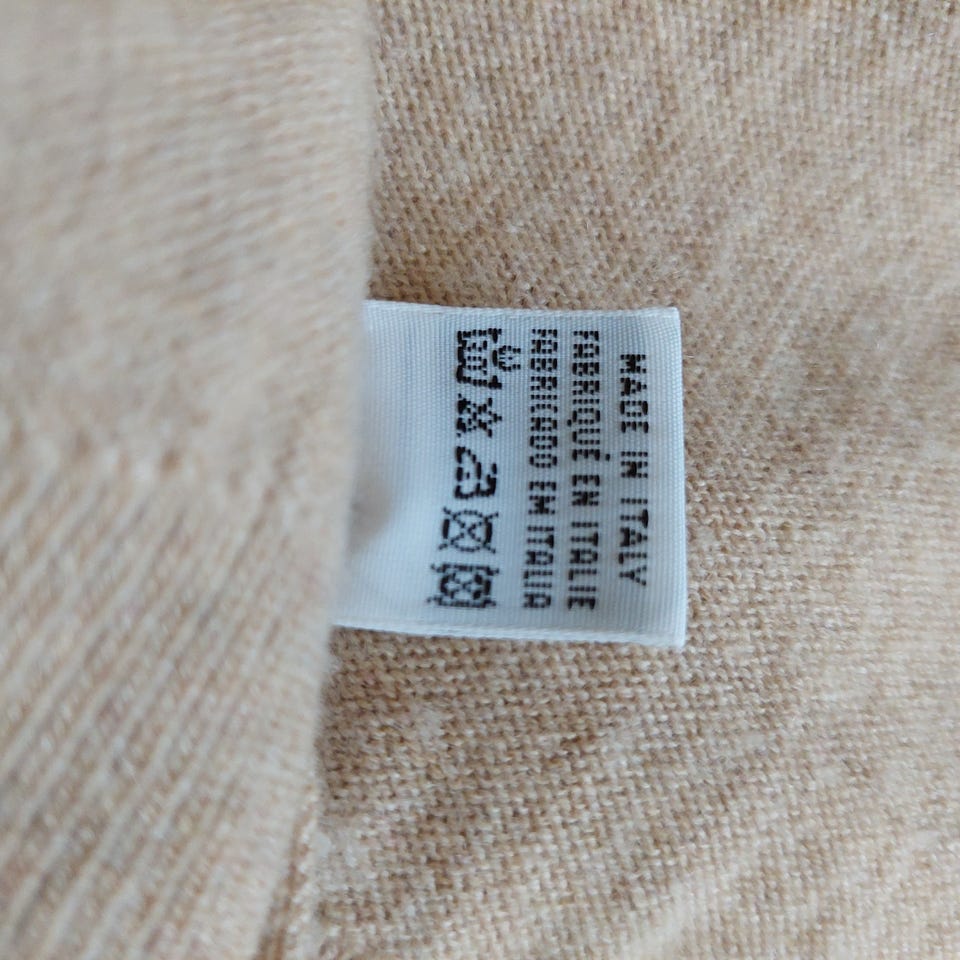 MADE IN ITALY
FABRIQUÉ EN ITALIE
FABRICADO EM ITALIA